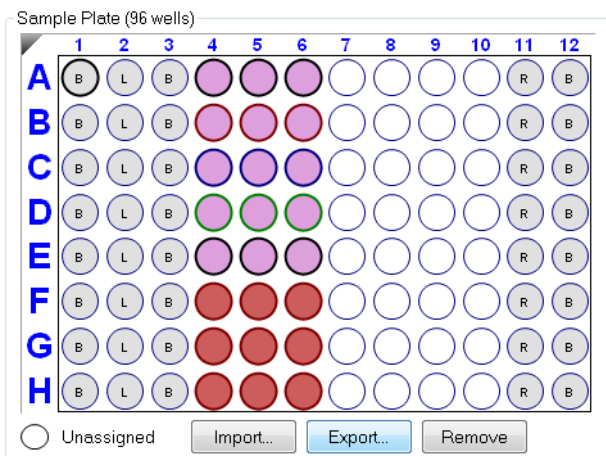 Sample Plate (96 wells)
1 2 3 4 5 6 7 8 9 10 11 12
A B L B R B
B B L B R B
C B L B R B
D B L B R B
E B L B R B
F B L B R B
G B L B R B
H B L B R B
Unassigned Import... Export... Remove